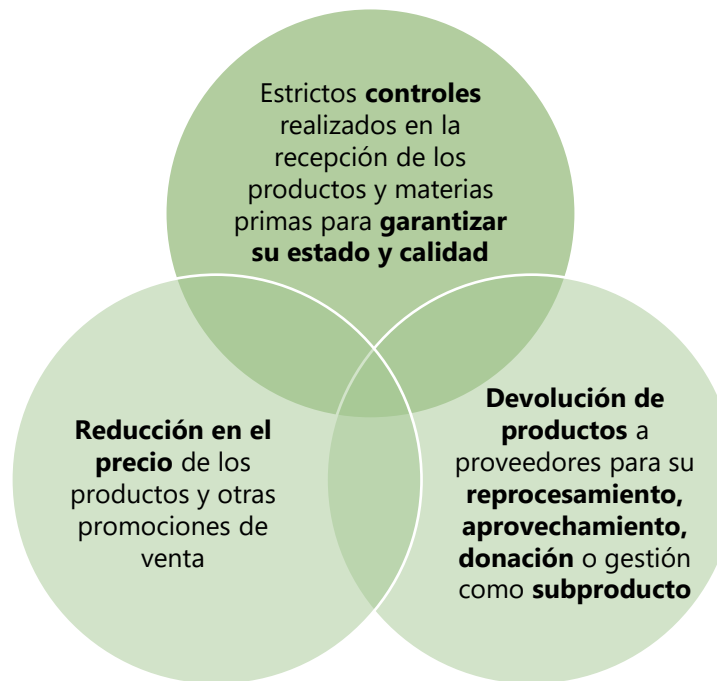 Estrictos controles
realizados en la
recepción de los
productos y materias
primas para garantizar
su estado y calidad
Reducción en el
precio de los
productos y otras
promociones de
venta
Devolución de
productos a
proveedores para su
reprocesamiento,
aprovechamiento,
donación o gestión
como subproducto